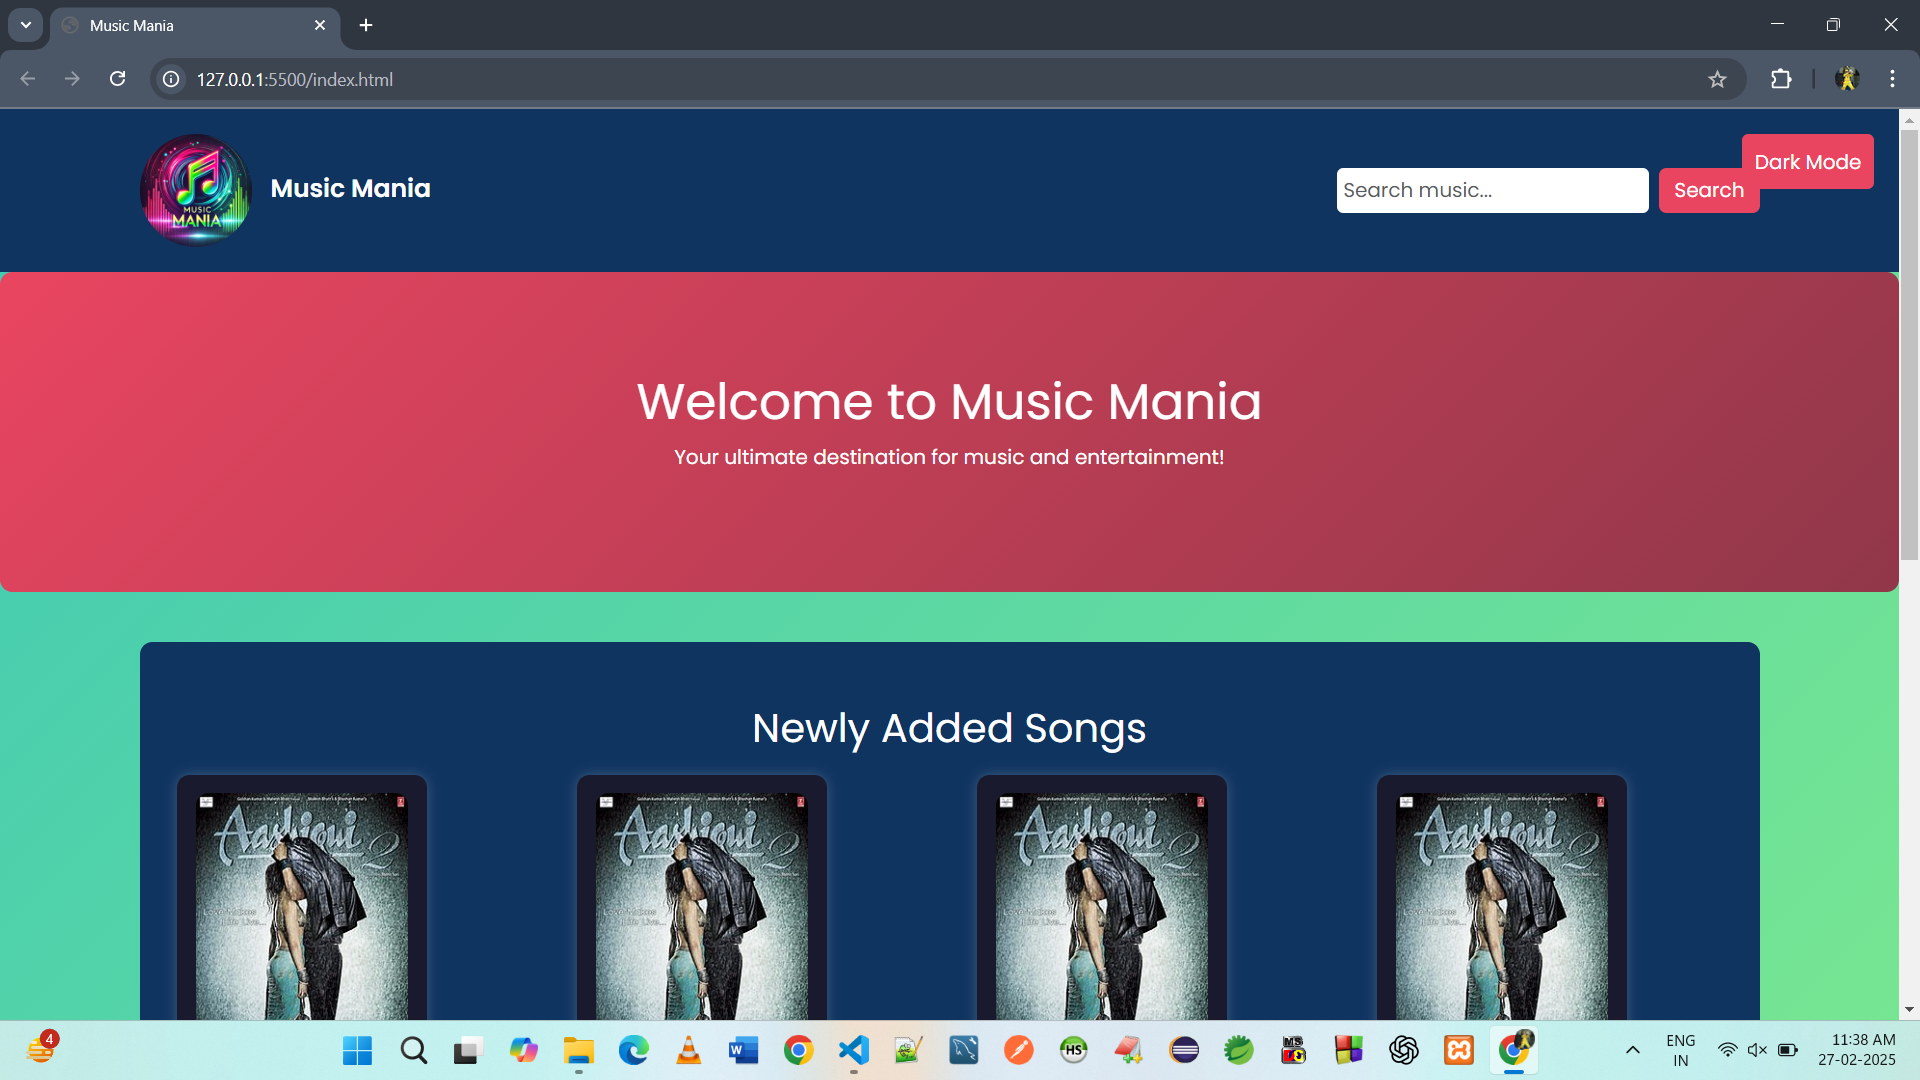 Music Mania
127.0.0.1:5500/index.html
MUSIC
MANIA
Music Mania
Search music...
Search
Dark Mode
Welcome to Music Mania
Your ultimate destination for music and entertainment!
Newly Added Songs
Aashiqui 2
Aashiqui 2
Aashiqui 2
Aashiqui 2
4
W
HS
MS
ENG
IN
11:38 AM
27-02-2025